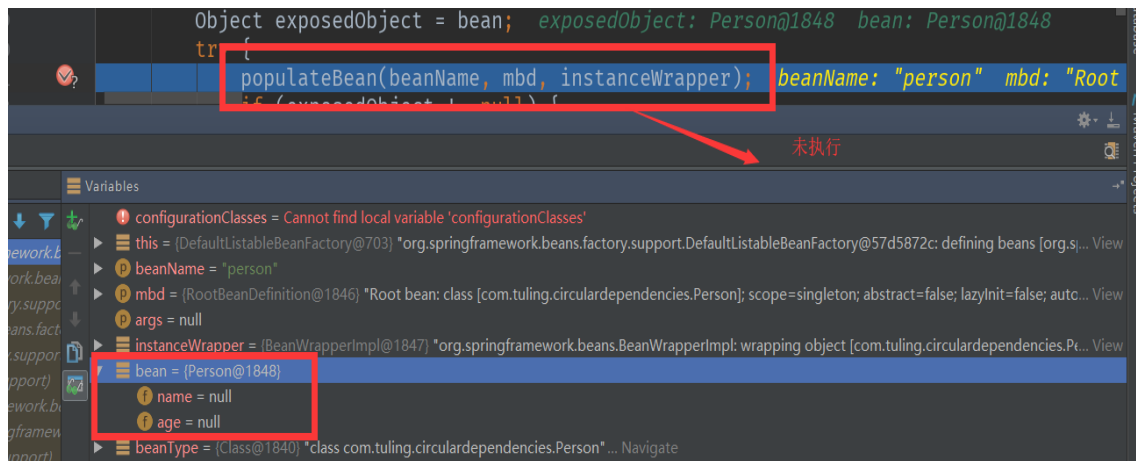 Object exposedObject = bean; exposedObject: Person@1848 bean: Person@1848
try {
populateBean(beanName, mbd, instanceWrapper); beanName: "person" mbd: "Root
if (exposedObject != null) {
未执行
Variables
configurationClasses = Cannot find local variable 'configurationClasses'
this = {DefaultListableBeanFactory@703} "org.springframework.beans.factory.support.DefaultListableBeanFactory@57d5872c: defining beans [org.s... View
beanName = "person"
mbd = {RootBeanDefinition@1846} "Root bean: class [com.tuling.circulardependencies.Person]; scope=singleton; abstract=false; lazyInit=false; auto... View
args = null
instanceWrapper = {BeanWrapperImpl@1847} "org.springframework.beans.BeanWrapperImpl: wrapping object [com.tuling.circulardependencies.Pe... View
bean = {Person@1848}
name = null
age = null
beanType = {Class@1840} "class com.tuling.circulardependencies.Person"... Navigate